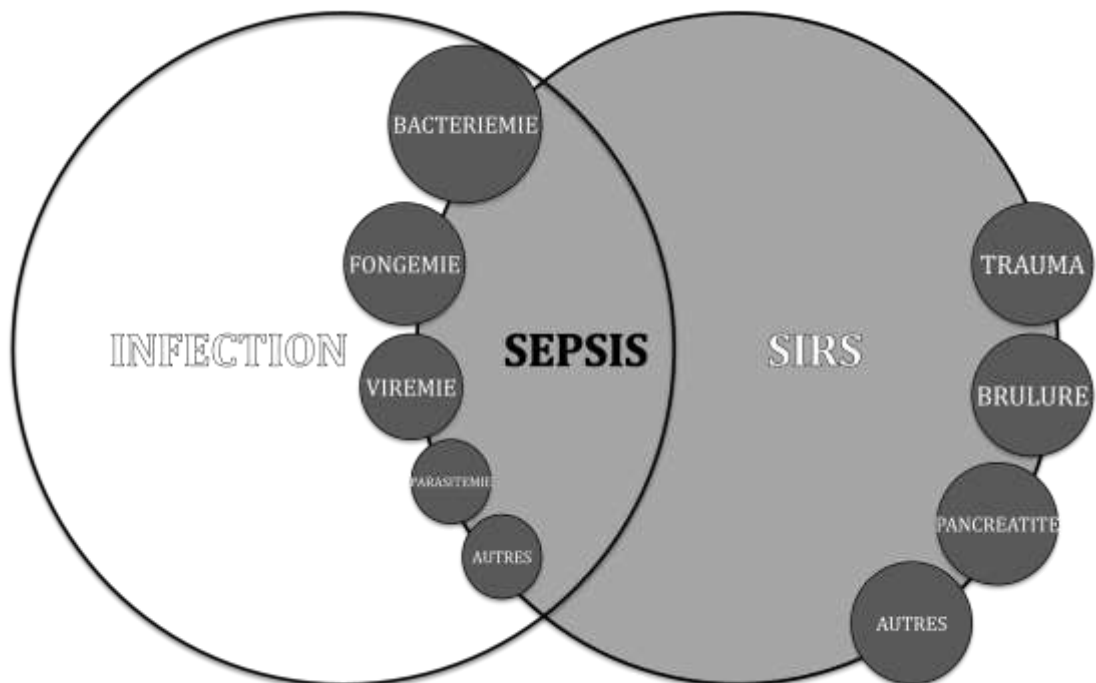 BACTERIEMIE
FONGEMIE
TRAUMA
INFECTION
SEPSIS
SIRS
VIREMIE
BRULURE
PARASITEMIE
PANCREATITE
AUTRES
AUTRES